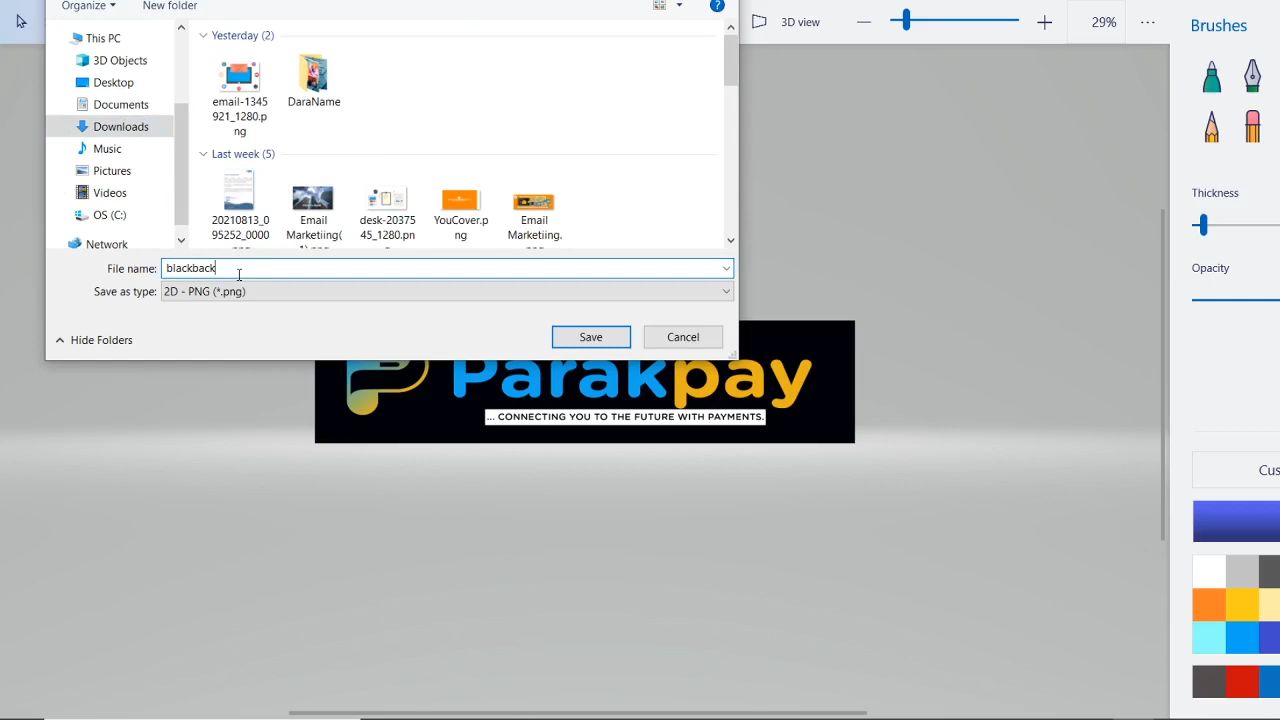 Organize
New folder
?
3D view
29%
Brushes
This PC
3D Objects
Desktop
Documents
Downloads
Music
Pictures
Videos
OS (C:)
Network
Yesterday (2)
email-1345
921_1280.p
ng
DaraName
Last week (5)
20210813_0
95252_0000
Email
Marketiing(
desk-20375
45_1280.pn
YouCover.p
ng
Email
Marketiing.
File name:
blackback
Save as type:
2D - PNG (*.png)
Hide Folders
Save
Cancel
Thickness
Opacity
Cus
Parakpay
... CONNECTING YOU TO THE FUTURE WITH PAYMENTS.